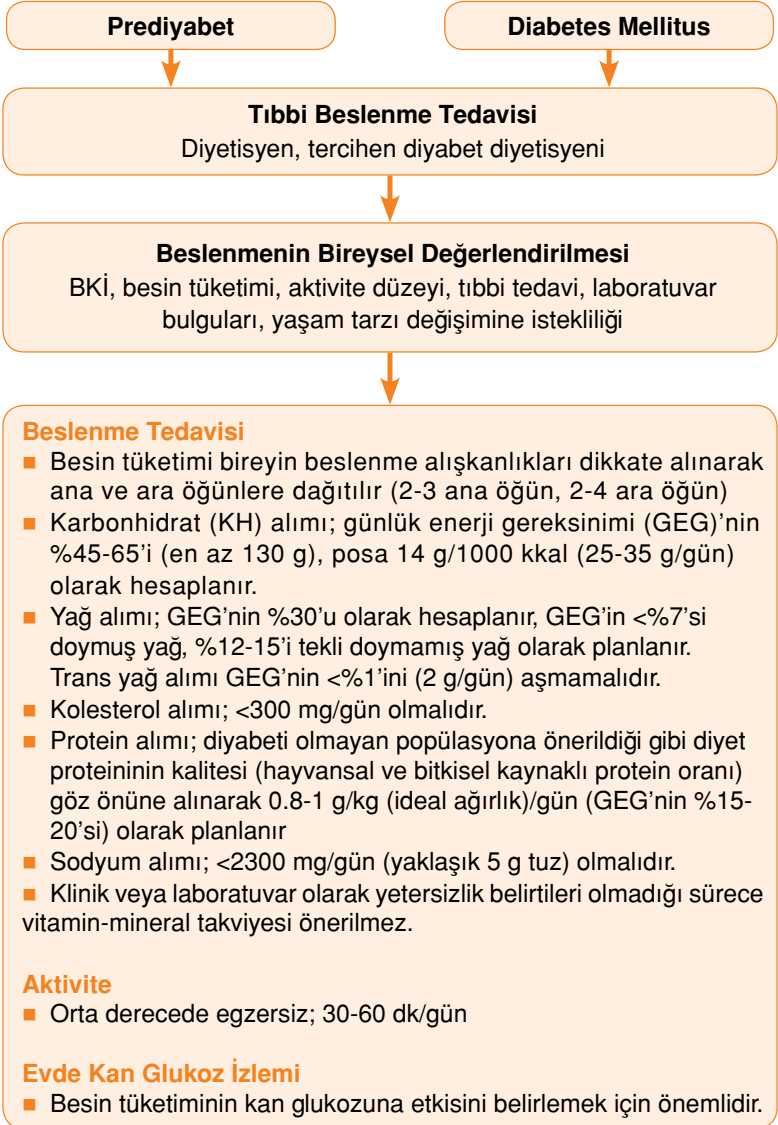 Prediyabet
Diabetes Mellitus
Tıbbi Beslenme Tedavisi
Diyetisyen, tercihen diyabet diyetisyeni
Beslenmenin Bireysel Değerlendirilmesi
BKİ, besin tüketimi, aktivite düzeyi, tıbbi tedavi, laboratuvar
bulguları, yaşam tarzı değişimine istekliliği
Beslenme Tedavisi
■ Besin tüketimi bireyin beslenme alışkanlıkları dikkate alınarak
ana ve ara öğünlere dağıtılır (2-3 ana öğün, 2-4 ara öğün)
■ Karbonhidrat (KH) alımı; günlük enerji gereksinimi (GEG)’nin
%45-65’i (en az 130 g), posa 14 g/1000 kkal (25-35 g/gün)
olarak hesaplanır.
■ Yağ alımı; GEG’nin %30’u olarak hesaplanır, GEG’in <%7’si
doymuş yağ, %12-15’i tekli doymamış yağ olarak planlanır.
Trans yağ alımı GEG’nin <%1’ini (2 g/gün) aşmamalıdır.
■ Kolesterol alımı; <300 mg/gün olmalıdır.
■ Protein alımı; diyabeti olmayan popülasyona önerildiği gibi diyet
proteininin kalitesi (hayvansal ve bitkisel kaynaklı protein oranı)
göz önüne alınarak 0.8-1 g/kg (ideal ağırlık)/gün (GEG’nin %15-
20’si) olarak planlanır
■ Sodyum alımı; <2300 mg/gün (yaklaşık 5 g tuz) olmalıdır.
■ Klinik veya laboratuvar olarak yetersizlik belirtileri olmadığı sürece
vitamin-mineral takviyesi önerilmez.
Aktivite
■ Orta derecede egzersiz; 30-60 dk/gün
Evde Kan Glukoz İzlemi
■ Besin tüketiminin kan glukozuna etkisini belirlemek için önemlidir.